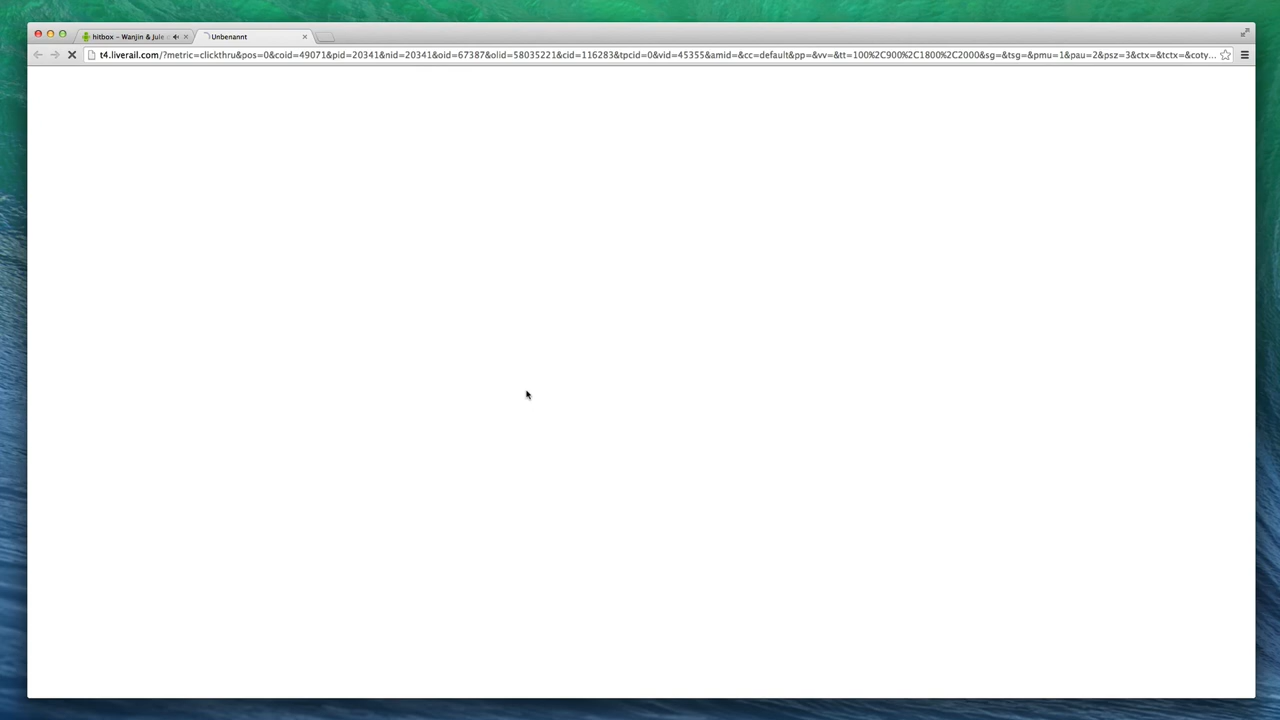 hitbox – Wanjin & Jule
Unbenannt
t4.liverail.com/?metric=clickthru&pos=0&coid=49071&pid=20341&nid=20341&oid=67387&olid=58035221&cid=116283&tpcid=0&vid=45355&amid=&cc=default&pp=&vv=&tt=100%2C900%2C1800%2C2000&sg=&tsg=&pmu=1&pau=2&psz=3&ctx=&tctx=&coty...